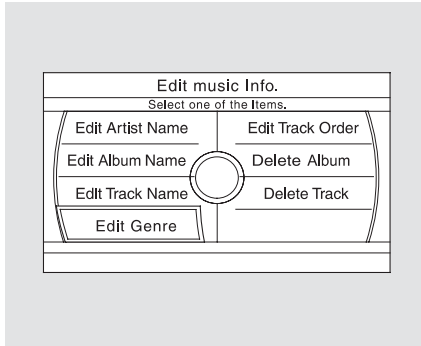 Edit music Info.
Select one of the Items.
Edit Artist Name
Edit Album Name
Edit Track Name
Edit Genre
Edit Track Order
Delete Album
Delete Track